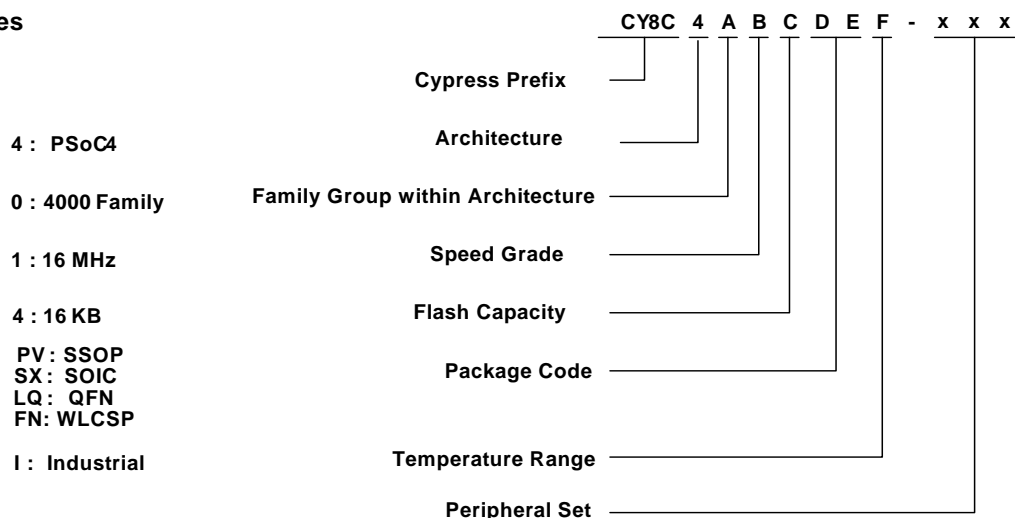 es
CY8C 4 A B C D E F - x x x
Cypress Prefix
4 : PSoC4 Architecture
0 : 4000 Family Family Group within Architecture
1 : 16 MHz Speed Grade
4 : 16 KB Flash Capacity
PV : SSOP
SX : SOIC
LQ : QFN
FN: WLCSP
Package Code
I : Industrial Temperature Range
Peripheral Set